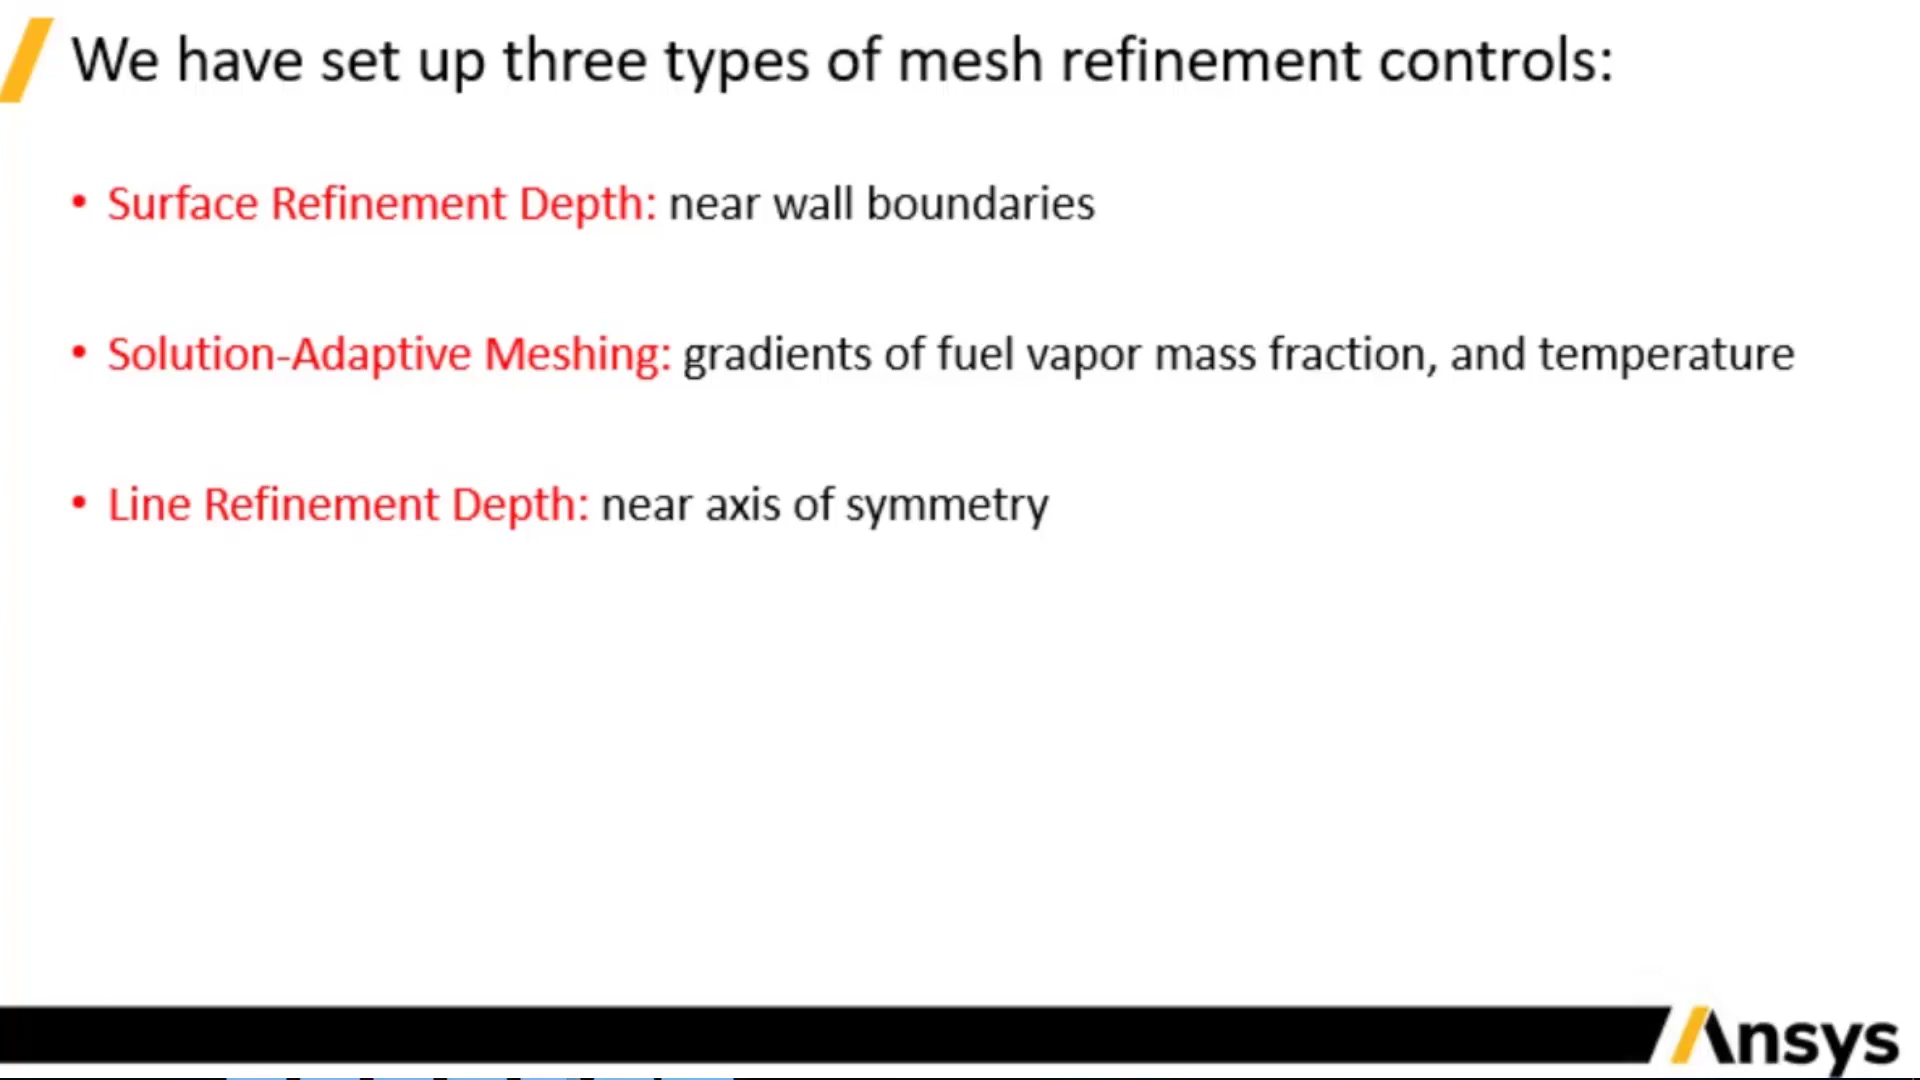 We have set up three types of mesh refinement controls:
• Surface Refinement Depth: near wall boundaries
• Solution-Adaptive Meshing: gradients of fuel vapor mass fraction, and temperature
• Line Refinement Depth: near axis of symmetry
Ansys